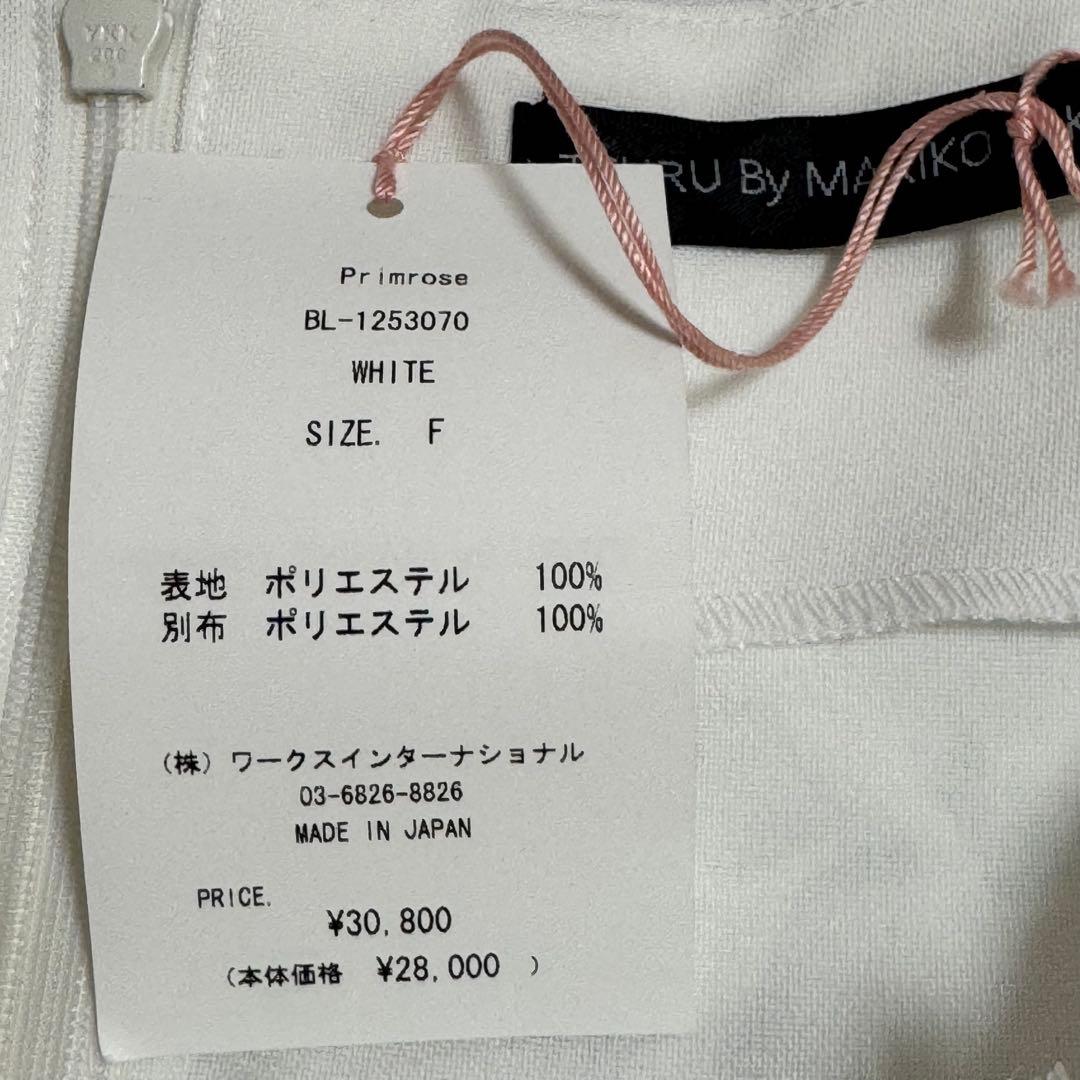 YKK
By
Primrose
BL-1253070
WHITE
SIZE. F
表地 ポリエステル 100%
別布 ポリエステル 100%
(株) ワークスインターナショナル
03-6826-8826
MADE IN JAPAN
PRICE.
¥30,800
(本体価格 ¥28,000 )